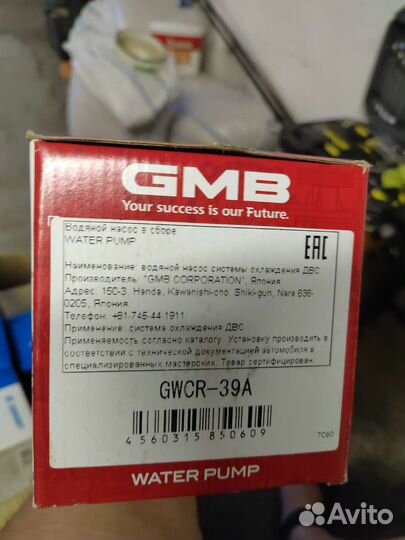 GMB
Your success is our Future.
Водяной насос в сборе
WATER PUMP
EAC
Наименование: водяной насос системы охлаждения ДВС
Производитель: "GMB CORPORATION", Япония
Адрес: 150-3. Handa, Kawanishi-cho. Shiki-gun, Nara 636-
0205, Япония.
Телефон: +81-745-44-1911
Применение: система охлаждения ДВС
Применяемость согласно каталогу. Установку производить в
соответствии с технической документацией автомобиля в
специализированных мастерских. Товар сертифицирован.
GWCR-39A
4560315850609
7C60
WATER PUMP
Avito